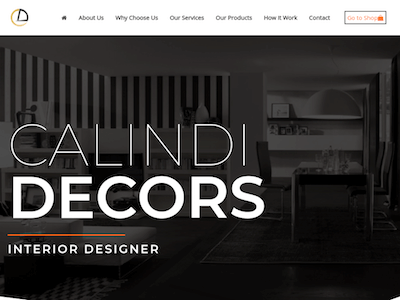 About Us Why Choose Us Our Services Our Products How It Work Contact Go to Shop
CALINDI
DECORS
INTERIOR DESIGNER